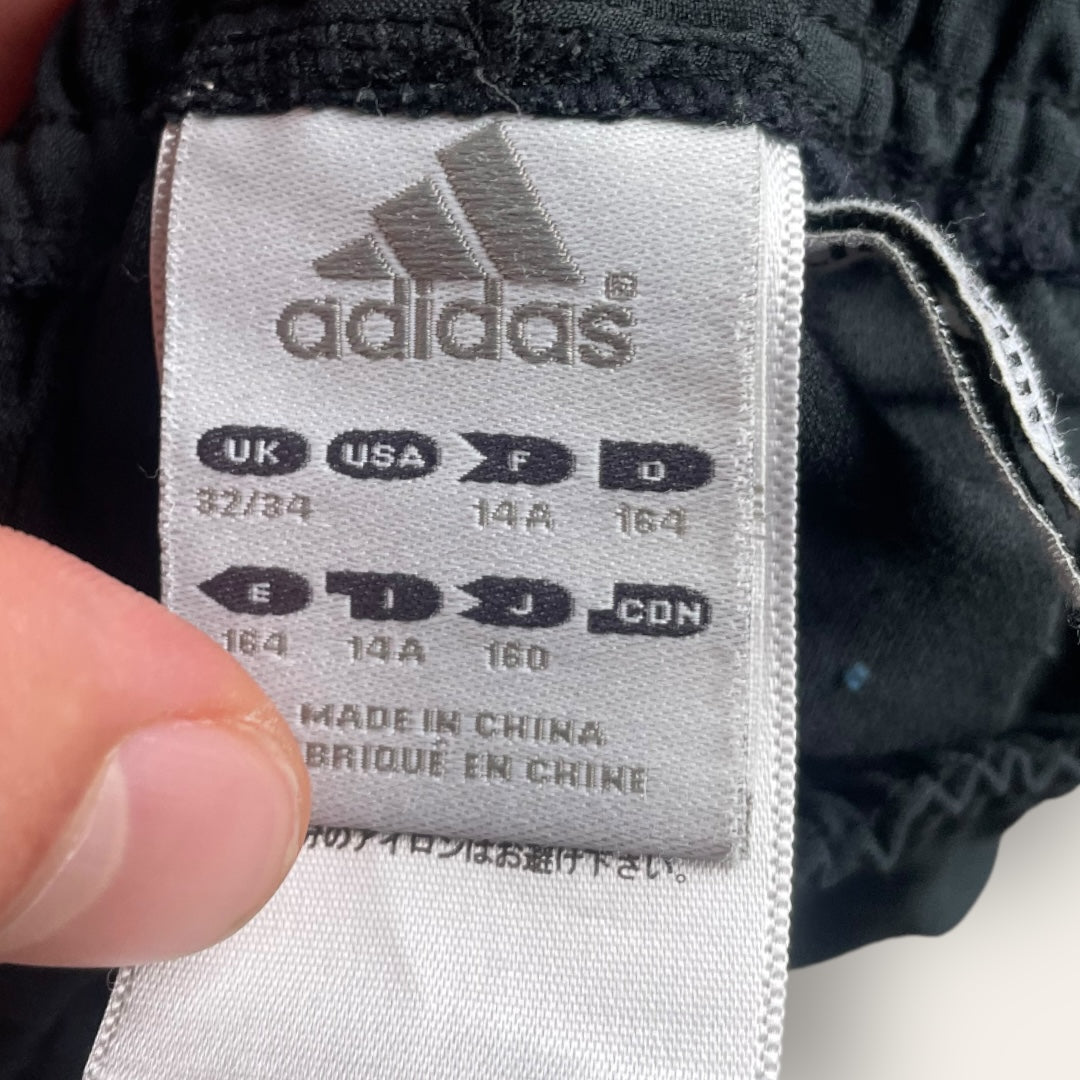 adidas®
UK USA F D
32/34 14A 164
E I J CDN
164 14A 160
MADE IN CHINA
BRIQUÉ EN CHINE
のアイロンはお避け下さい。